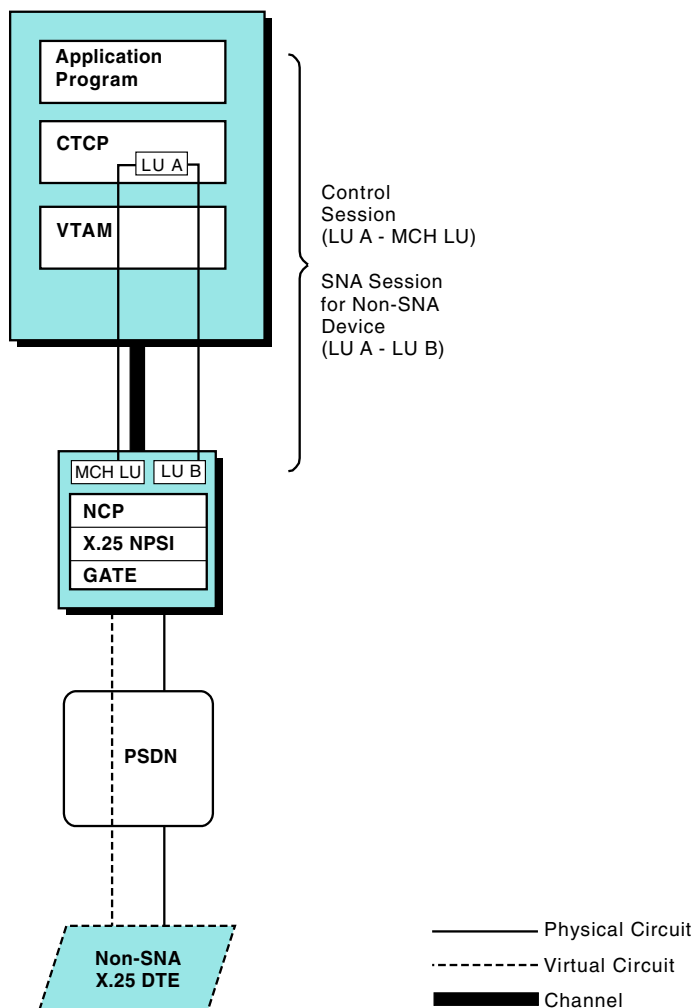 Application
Program
CTCP
LU A
VTAM
Control
Session
(LU A - MCH LU)
SNA Session
for Non-SNA
Device
(LU A - LU B)
MCH LU
LU B
NCP
X.25 NPSI
GATE
PSDN
Non-SNA
X.25 DTE
Physical Circuit
Virtual Circuit
Channel